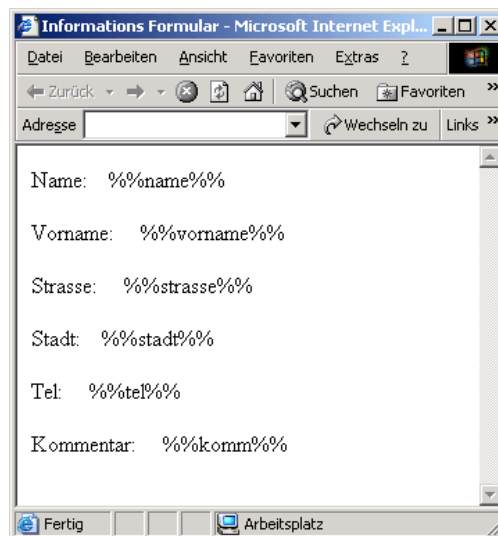 Informations Formular - Microsoft Internet Expl...
Datei Bearbeiten Ansicht Favoriten Extras ?
Zurück Suchen Favoriten »
Adresse Wechseln zu Links »
Name: %%name%%
Vorname: %%vorname%%
Strasse: %%strasse%%
Stadt: %%stadt%%
Tel: %%tel%%
Kommentar: %%komm%%
Fertig Arbeitsplatz